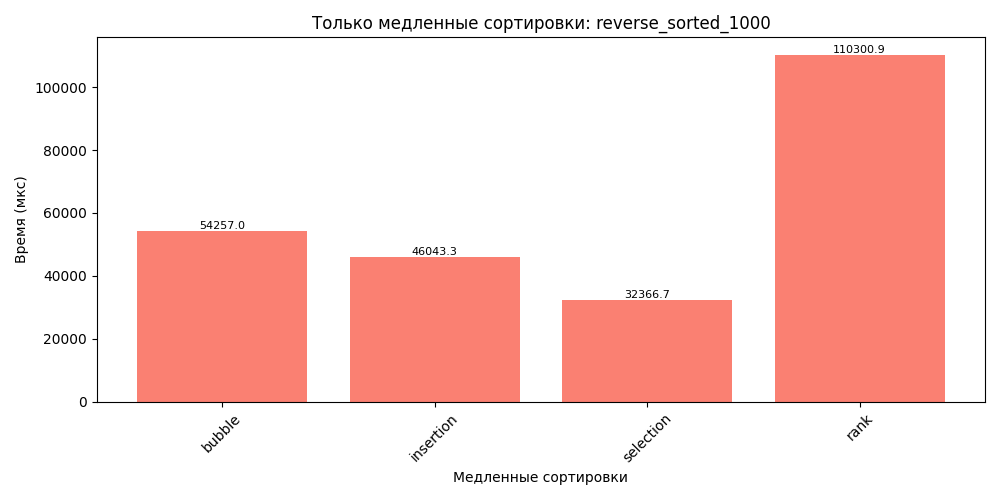 Только медленные сортировки: reverse_sorted_1000
Время (мкс)
100000
80000
60000
40000
20000
0
54257.0
46043.3
32366.7
110300.9
bubble
insertion
selection
rank
Медленные сортировки